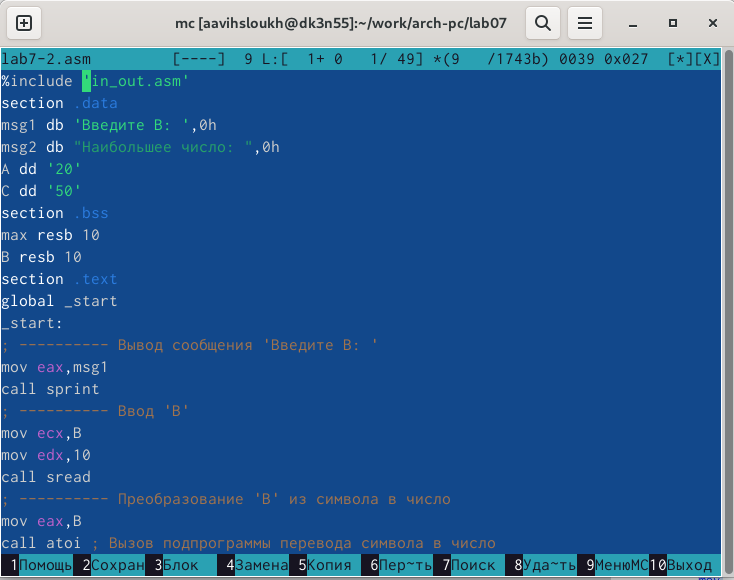 mc [aavihsloukh@dk3n55]:~/work/arch-pc/lab07
lab7-2.asm [----] 9 L:[ 1+ 0 1/ 49] *(9 /1743b) 0039 0x027 [*][X]
%include 'in_out.asm'
section .data
msg1 db 'Введите B: ',0h
msg2 db "Наибольшее число: ",0h
A dd '20'
C dd '50'
section .bss
max resb 10
B resb 10
section .text
global _start
_start:
; ---------- Вывод сообщения 'Введите B: '
mov eax,msg1
call sprint
; ---------- Ввод 'B'
mov ecx,B
mov edx,10
call sread
; ---------- Преобразование 'B' из символа в число
mov eax,B
call atoi ; Вызов подпрограммы перевода символа в число
1Помощь 2Сохран 3Блок 4Замена 5Копия 6Пер~ть 7Поиск 8Уда~ть 9МенюMC 10Выход